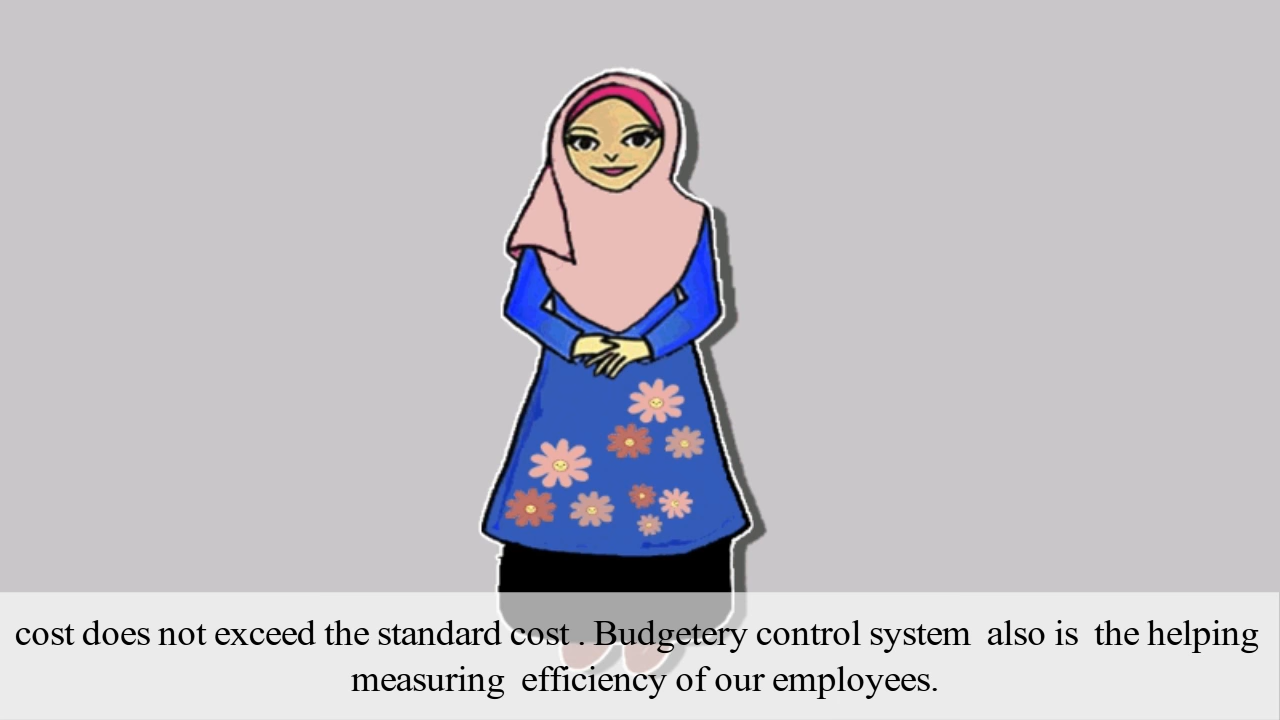 cost does not exceed the standard cost . Budgetery control system also is the helping
measuring efficiency of our employees.